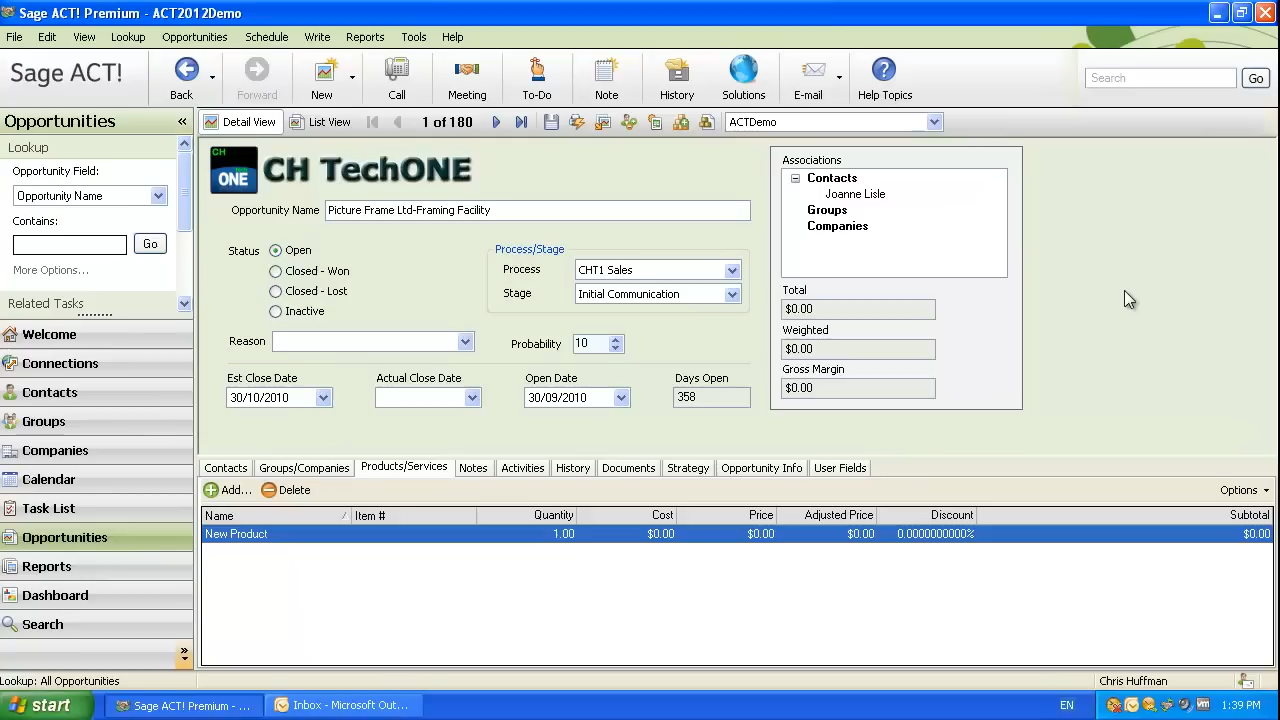 Sage ACT! Premium - ACT2012Demo
File Edit View Lookup Opportunities Schedule Write Reports Tools Help
Sage ACT! Back Forward New Call Meeting To-Do Note History Solutions E-mail Help Topics Search Go
Opportunities « Detail View List View 1 of 180 ACTDemo
Lookup
Opportunity Field:
Opportunity Name
Contains:
Go
More Options...
Related Tasks
Welcome
Connections
Contacts
Groups
Companies
Calendar
Task List
Opportunities
Reports
Dashboard
Search
»
CH
ONE
CH TechONE
Opportunity Name Picture Frame Ltd-Framing Facility
Status Open
Closed - Won
Closed - Lost
Inactive
Process/Stage
Process CHT1 Sales
Stage Initial Communication
Reason Probability 10
Est Close Date Actual Close Date Open Date Days Open
30/10/2010 30/09/2010 358
Associations
Contacts
Joanne Lisle
Groups
Companies
Total
$0.00
Weighted
$0.00
Gross Margin
$0.00
Contacts Groups/Companies Products/Services Notes Activities History Documents Strategy Opportunity Info User Fields
Add... Delete Options
Name Item # Quantity Cost Price Adjusted Price Discount Subtotal
New Product 1.00 $0.00 $0.00 $0.00 0.0000000000% $0.00
Lookup: All Opportunities Chris Huffman
start Sage ACT! Premium - ... Inbox - Microsoft Out... EN 1:39 PM